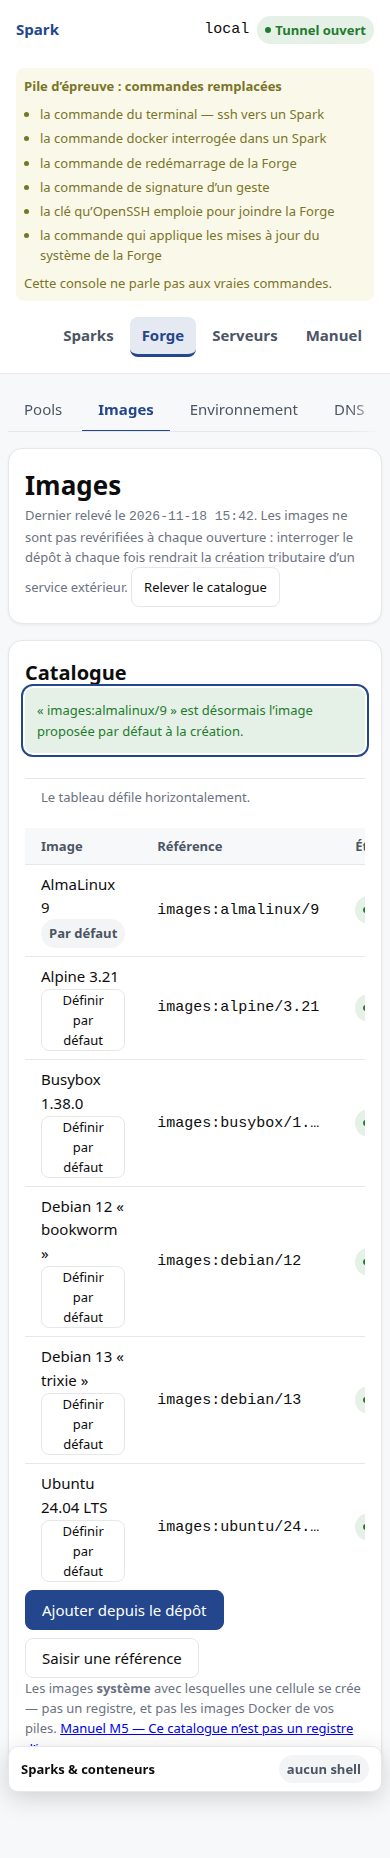 Spark
local
Tunnel ouvert
Pile d’épreuve : commandes remplacées
la commande du terminal — ssh vers un Spark
la commande docker interrogée dans un Spark
la commande de redémarrage de la Forge
la commande de signature d’un geste
la clé qu’OpenSSH emploie pour joindre la Forge
la commande qui applique les mises à jour du
système de la Forge
Cette console ne parle pas aux vraies commandes.
Sparks Forge Serveurs Manuel
Pools Images Environnement DNS
Images
Dernier relevé le 2026-11-18 15:42. Les images ne
sont pas revérifiées à chaque ouverture : interroger le
dépôt à chaque fois rendrait la création tributaire d’un
service extérieur. Relever le catalogue
Catalogue
« images:almalinux/9 » est désormais l’image
proposée par défaut à la création.
Le tableau défile horizontalement.
Image Référence
AlmaLinux
9
Par défaut
images:almalinux/9
Alpine 3.21
Définir
par
défaut
images:alpine/3.21
Busybox
1.38.0
Définir
par
défaut
images:busybox/1.…
Debian 12 «
bookworm
»
Définir
par
défaut
images:debian/12
Debian 13 «
trixie »
Définir
par
défaut
images:debian/13
Ubuntu
24.04 LTS
Définir
par
défaut
images:ubuntu/24.…
Ajouter depuis le dépôt
Saisir une référence
Les images système avec lesquelles une cellule se crée
— pas un registre, et pas les images Docker de vos
piles. Manuel M5 — Ce catalogue n’est pas un registre
Sparks & conteneurs
aucun shell